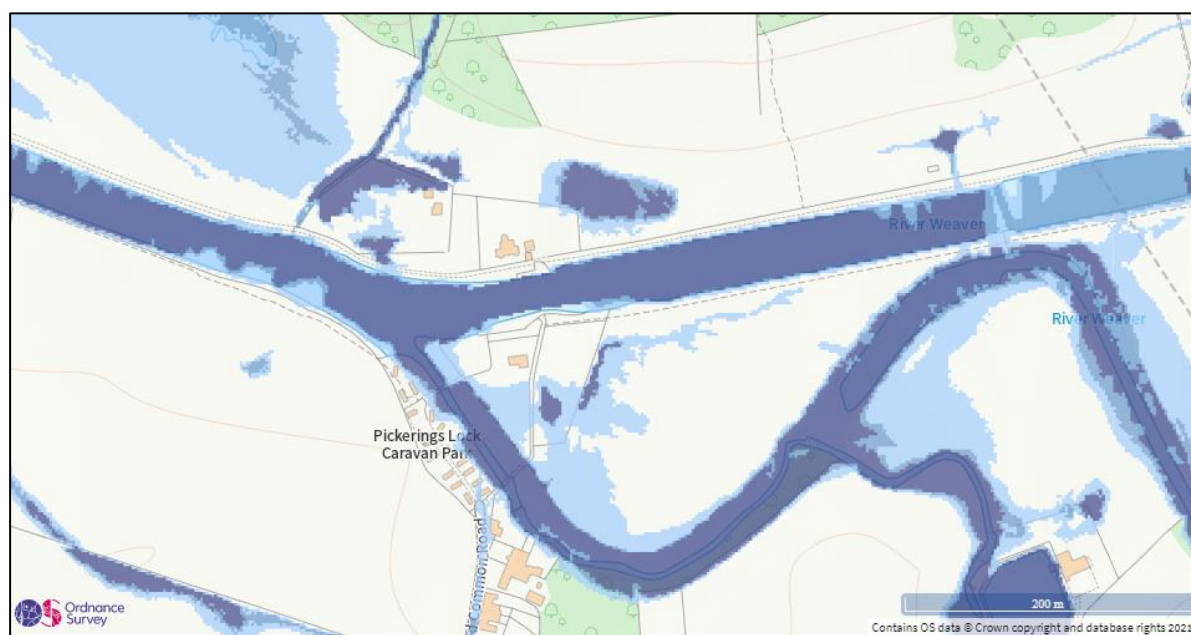 River Weaver
River Weaver
Pickerings Lock
Caravan Park
Common Road
Ordnance
Survey
200 m
Contains OS data © Crown copyright and database rights 2021